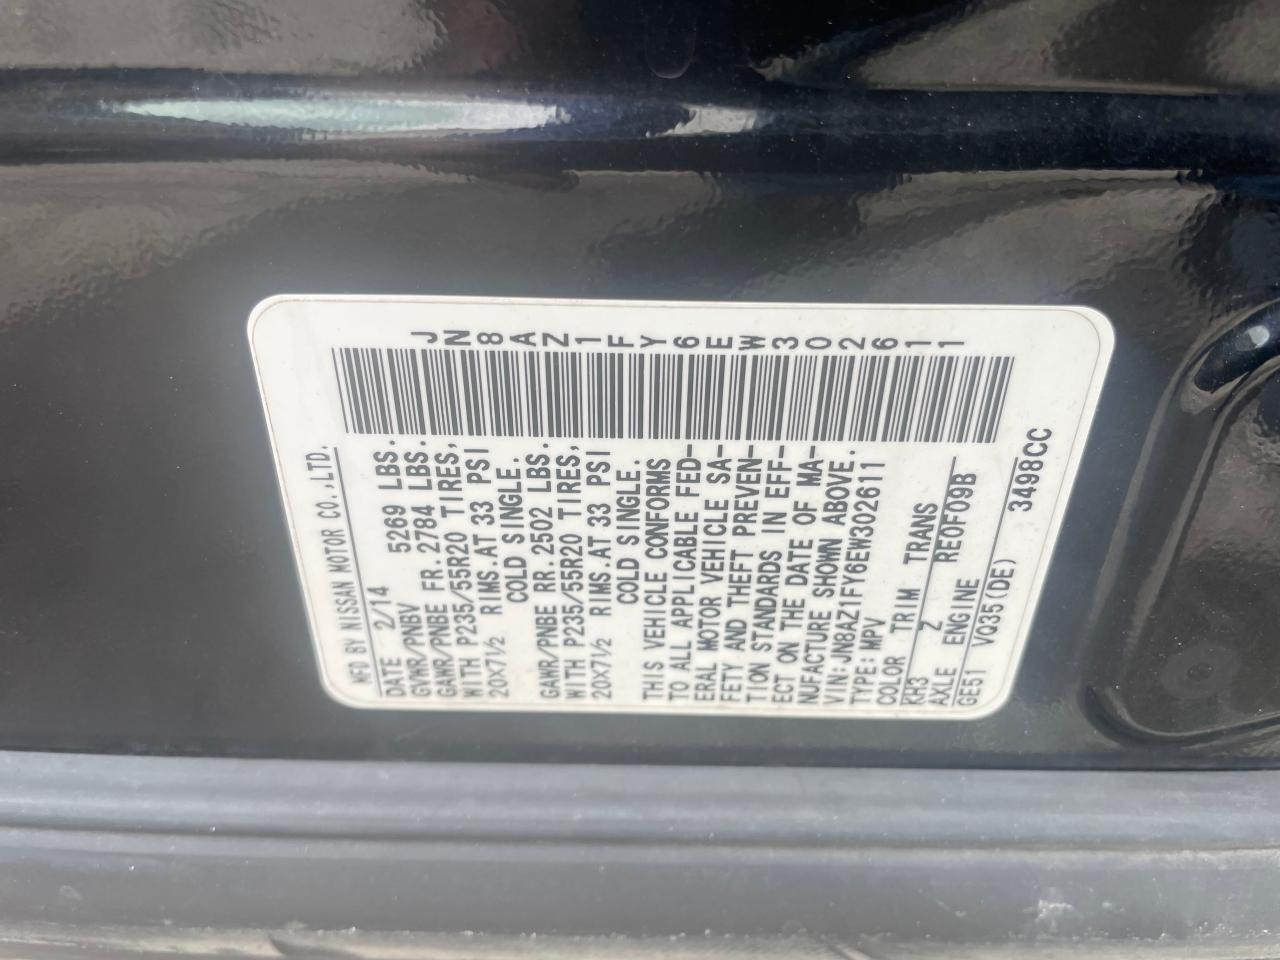 JN8AZ1FY6EW302611
MFD BY NISSAN MOTOR CO.,LTD.
DATE 2/14
GVWR/PNBV 5269 LBS.
GAWR/PNBE FR. 2784 LBS.
WITH P235/55R20 TIRES,
20X7½ RIMS.AT 33 PSI
COLD SINGLE.
GAWR/PNBE RR. 2502 LBS.
WITH P235/55R20 TIRES,
20X7½ RIMS.AT 33 PSI
COLD SINGLE.
THIS VEHICLE CONFORMS
TO ALL APPLICABLE FED-
ERAL MOTOR VEHICLE SA-
FETY AND THEFT PREVEN-
TION STANDARDS IN EFF-
ECT ON THE DATE OF MA-
NUFACTURE SHOWN ABOVE.
VIN:JN8AZ1FY6EW302611
TYPE:MPV
COLOR TRIM TRANS
KH3 Z RE0F09B
AXLE ENGINE
GE51 VQ35(DE) 3498CC